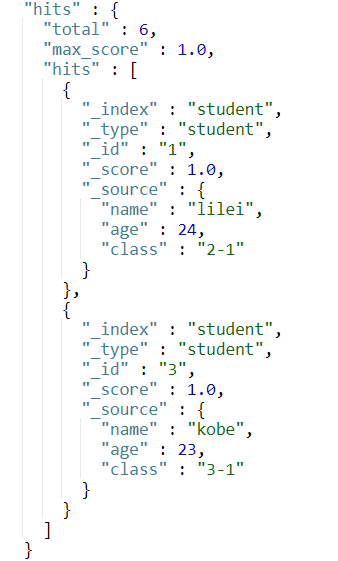 "hits" : {
"total" : 6,
"max_score" : 1.0,
"hits" : [
{
"_index" : "student",
"_type" : "student",
"_id" : "1",
"_score" : 1.0,
"_source" : {
"name" : "lilei",
"age" : 24,
"class" : "2-1"
}
},
{
"_index" : "student",
"_type" : "student",
"_id" : "3",
"_score" : 1.0,
"_source" : {
"name" : "kobe",
"age" : 23,
"class" : "3-1"
}
}
]
}